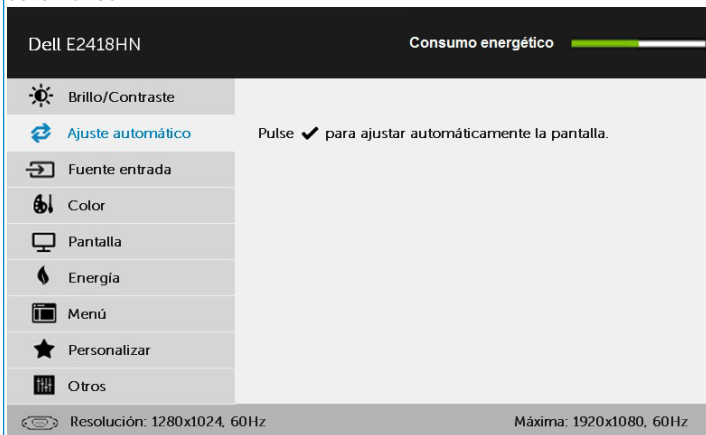 Dell E2418HN
Consumo energético
Brillo/Contraste
Ajuste automático
Pulse ✔ para ajustar automáticamente la pantalla.
Fuente entrada
Color
Pantalla
Energía
Menú
Personalizar
Otros
Resolución: 1280x1024, 60Hz
Máxima: 1920x1080, 60Hz